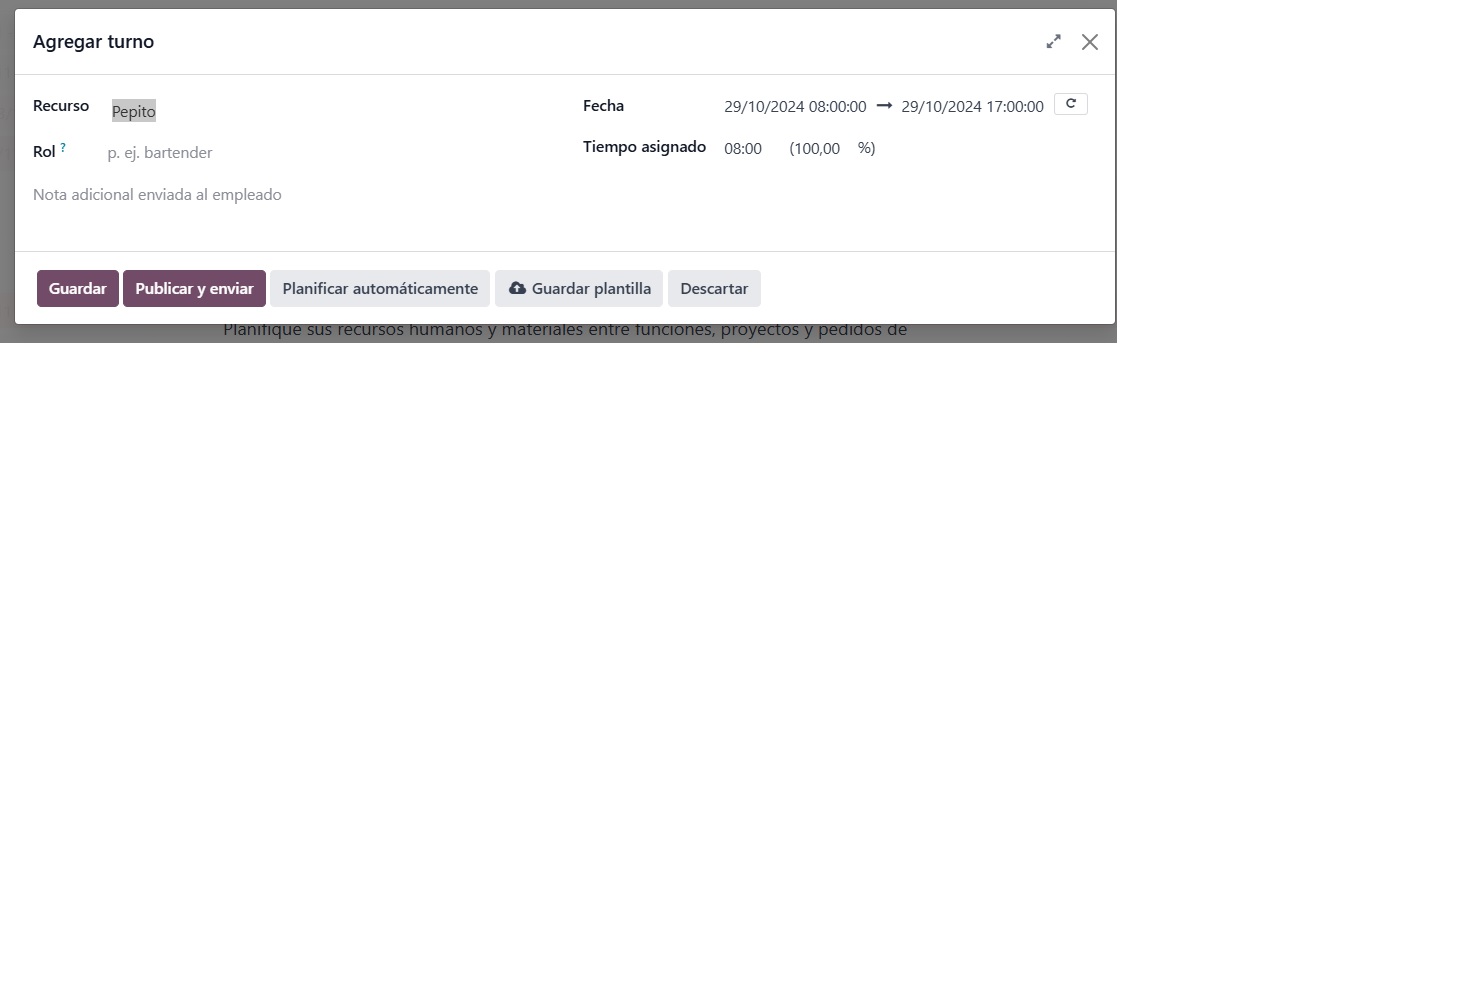 Agregar turno
Recurso Pepito Fecha 29/10/2024 08:00:00 → 29/10/2024 17:00:00
Rol ? p. ej. bartender Tiempo asignado 08:00 (100,00 %)
Nota adicional enviada al empleado
Guardar Publicar y enviar Planificar automáticamente Guardar plantilla Descartar
Planifique sus recursos humanos y materiales entre funciones, proyectos y pedidos de